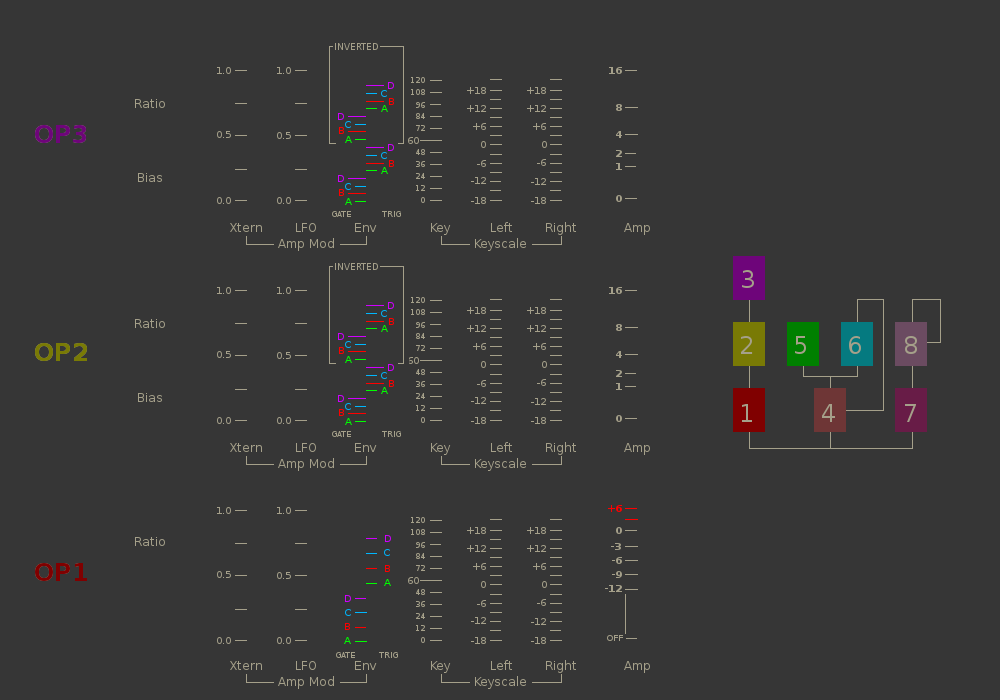 INVERTED
1.0 1.0 D 120 16
C +18 +18
Ratio B 108
A 96 +12 +12 8
D 84
OP3 C 72 +6 +6 4
0.5 0.5 B
A 60 0 0
D 48 2
C 36 -6 -6 1
B
Bias A 24
D -12 -12
C 12
B
0.0 0.0 A 0 -18 -18 0
GATE TRIG
Xtern LFO Env Key Left Right Amp
Amp Mod Keyscale
INVERTED
1.0 1.0 D 120 16
C +18 +18
Ratio B 108
A 96 +12 +12 8
D 84
OP2 C 72 +6 +6 4
0.5 0.5 B
A 60 0 0
D 48 2
C 36 -6 -6 1
B
Bias A 24
D -12 -12
C 12
B
0.0 0.0 A 0 -18 -18 0
GATE TRIG
Xtern LFO Env Key Left Right Amp
Amp Mod Keyscale
1.0 1.0 +6
120
108 +18 +18 0
Ratio D 96
C 84 +12 +12 -3
B 72 +6 +6 -6
OP1 0.5 0.5 A 60 0 0 -9
48 -12
D 36 -6 -6
C 24
B 12 -12 -12
0.0 0.0 A 0 -18 -18 OFF
GATE TRIG
Xtern LFO Env Key Left Right Amp
Amp Mod Keyscale
3
2 5 6 8
1 4 7